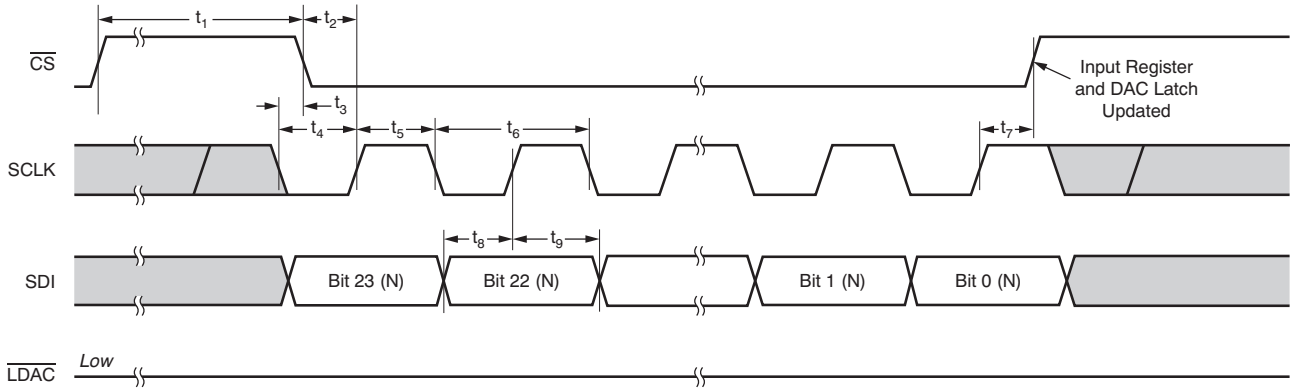 t1
t2
CS
Input Register
and DAC Latch
Updated
t3
t4
t5
t6
t7
SCLK
t8
t9
SDI
Bit 23 (N)
Bit 22 (N)
Bit 1 (N)
Bit 0 (N)
Low
LDAC